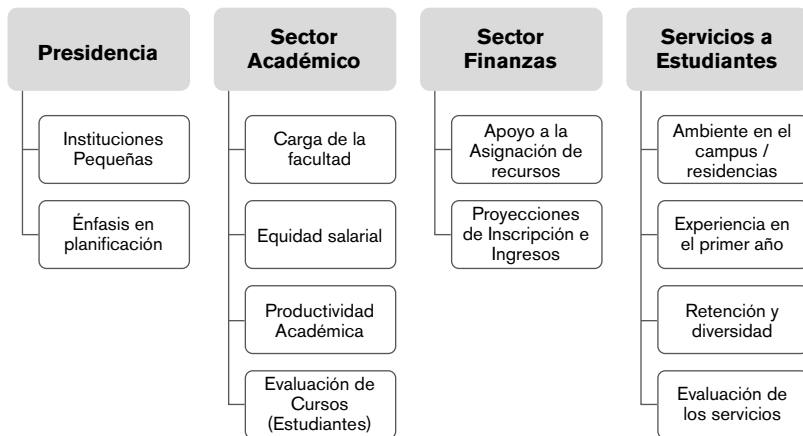 Presidencia
Instituciones
Pequeñas
Énfasis en
planificación
Sector
Académico
Carga de la
facultad
Equidad salarial
Productividad
Académica
Evaluación de
Cursos
(Estudiantes)
Sector
Finanzas
Apoyo a la
Asignación de
recursos
Proyecciones
de Inscripción e
Ingresos
Servicios a
Estudiantes
Ambiente en el
campus /
residencias
Experiencia en
el primer año
Retención y
diversidad
Evaluación de
los servicios